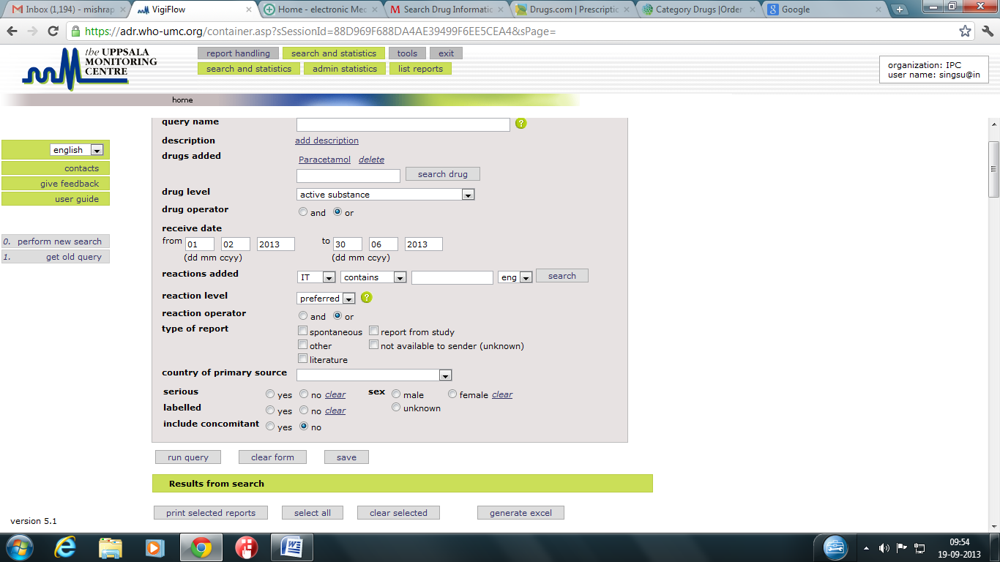 Inbox (1,194) - mishrap
VigiFlow
Home - electronic Med
Search Drug Informatic
Drugs.com | Prescriptic
Category Drugs |Order
Google
https://adr.who-umc.org/container.asp?sSessionId=88D969F688DA4AE39499F6EE5CEA4&sPage=
the UPPSALA
MONITORING
CENTRE
report handling search and statistics tools exit
search and statistics admin statistics list reports
organization: IPC
user name: singsu@in
home
english
contacts
give feedback
user guide
0. perform new search
1. get old query
query name ?
description add description
drugs added Paracetamol delete
search drug
drug level active substance
drug operator and or
receive date
from 01 02 2013 to 30 06 2013
(dd mm ccyy) (dd mm ccyy)
reactions added IT contains eng search
reaction level preferred ?
reaction operator and or
type of report spontaneous report from study
other not available to sender (unknown)
literature
country of primary source
serious yes no clear sex male female clear
labelled yes no clear unknown
include concomitant yes no
run query clear form save
Results from search
print selected reports select all clear selected generate excel
version 5.1
09:54
19-09-2013